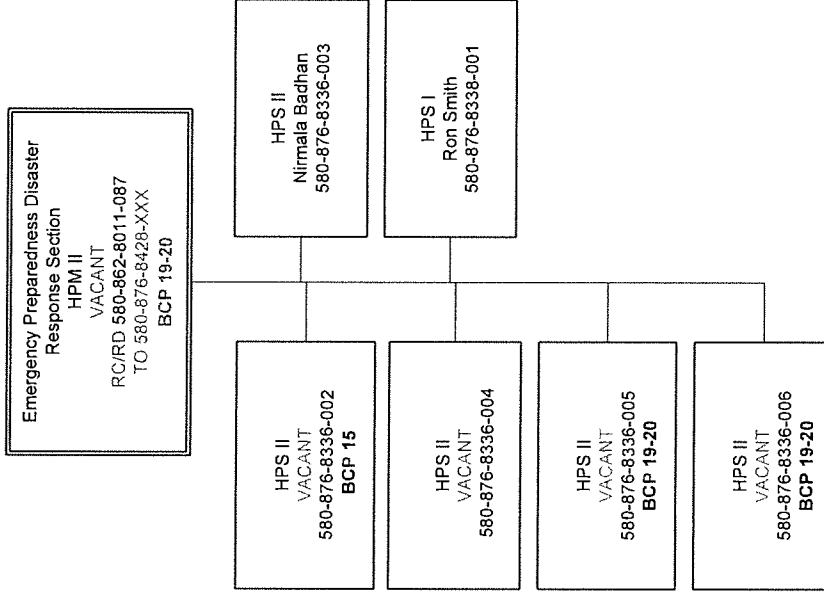 Emergency Preparedness Disaster
Response Section
HPM II
VACANT
RC/RD 580-862-8011-087
TO 580-876-8428-XXX
BCP 19-20
HPS II
VACANT
580-876-8336-002
BCP 15
HPS II
Nirmala Badhan
580-876-8336-003
HPS II
VACANT
580-876-8336-004
HPS I
Ron Smith
580-876-8338-001
HPS II
VACANT
580-876-8336-005
BCP 19-20
HPS II
VACANT
580-876-8336-006
BCP 19-20